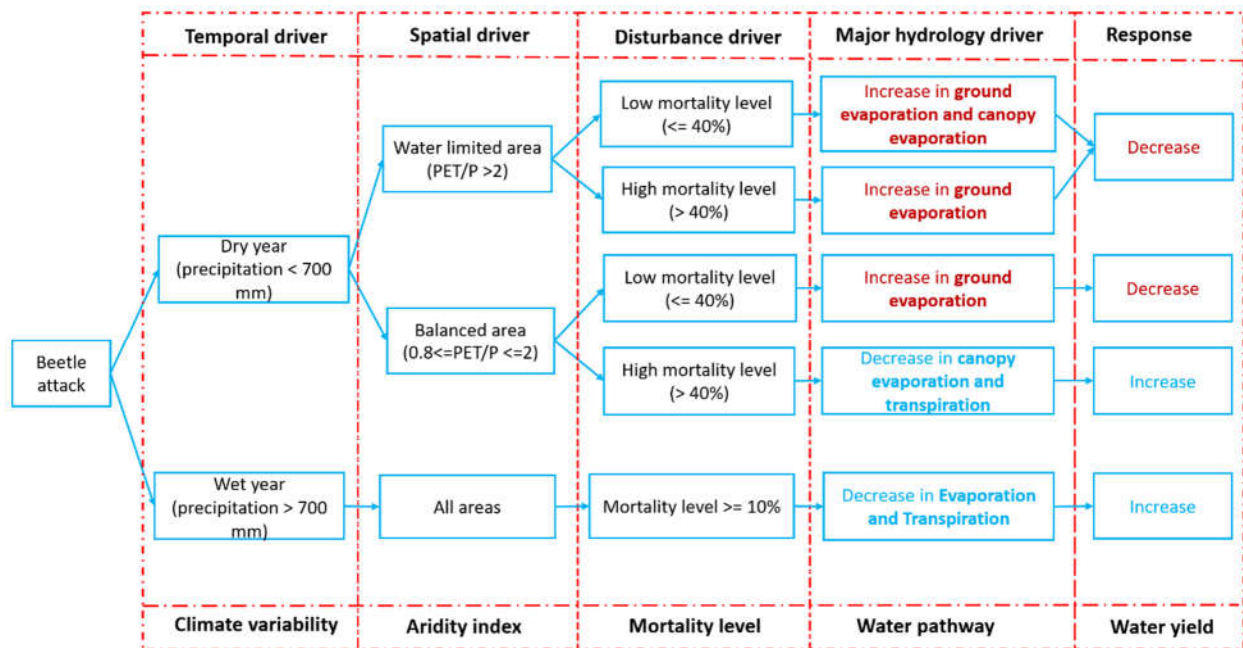 Temporal driver
Spatial driver
Disturbance driver
Major hydrology driver
Response
Beetle
attack
Dry year
(precipitation < 700
mm)
Wet year
(precipitation > 700
mm)
Water limited area
(PET/P >2)
Balanced area
(0.8<=PET/P <=2)
All areas
Low mortality level
(<= 40%)
High mortality level
(> 40%)
Low mortality level
(<= 40%)
High mortality level
(> 40%)
Mortality level >= 10%
Increase in ground
evaporation and canopy
evaporation
Increase in ground
evaporation
Increase in ground
evaporation
Decrease in canopy
evaporation and
transpiration
Decrease in Evaporation
and Transpiration
Decrease
Decrease
Increase
Increase
Climate variability
Aridity index
Mortality level
Water pathway
Water yield